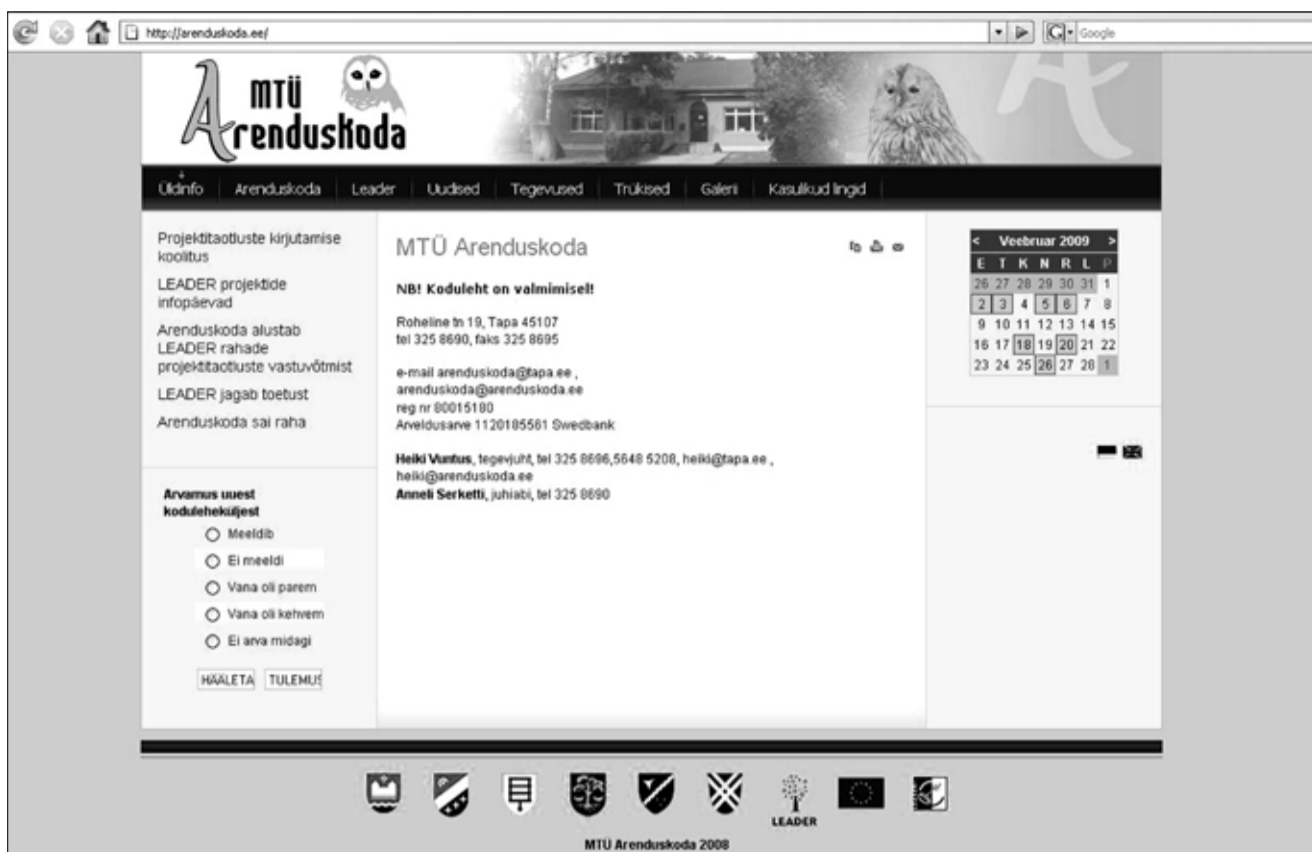 http://arenduskoda.ee/
Google
MTÜ
Arenduskoda
Üldinfo Arenduskoda Leader Uudised Tegevused Trükised Galerii Kasulikud lingid
Projektitaotluste kirjutamise
koolitus
LEADER projektide
infopäevad
Arenduskoda alustab
LEADER rahade
projektitaotluste vastuvõtmist
LEADER jagab toetust
Arenduskoda sai raha
Arvamus uuest
koduleheküljest
Meeldib
Ei meeldi
Vana oli parem
Vana oli kehvem
Ei arva midagi
HÄÄLETA TULEMUS
MTÜ Arenduskoda
NB! Koduleht on valmimisel!
Roheline tn 19, Tapa 45107
tel 325 8690, faks 325 8695
e-mail arenduskoda@tapa.ee ,
arenduskoda@arenduskoda.ee
reg nr 80015180
Arveldusarve 1120185561 Swedbank
Heiki Vuntus, tegevjuht, tel 325 8696,5648 5208, heiki@tapa.ee ,
heiki@arenduskoda.ee
Anneli Serketti, juhiabi, tel 325 8690
< Veebruar 2009 >
E T K N R L P
26 27 28 29 30 31 1
2 3 4 5 6 7 8
9 10 11 12 13 14 15
16 17 18 19 20 21 22
23 24 25 26 27 28 1
LEADER
MTÜ Arenduskoda 2008